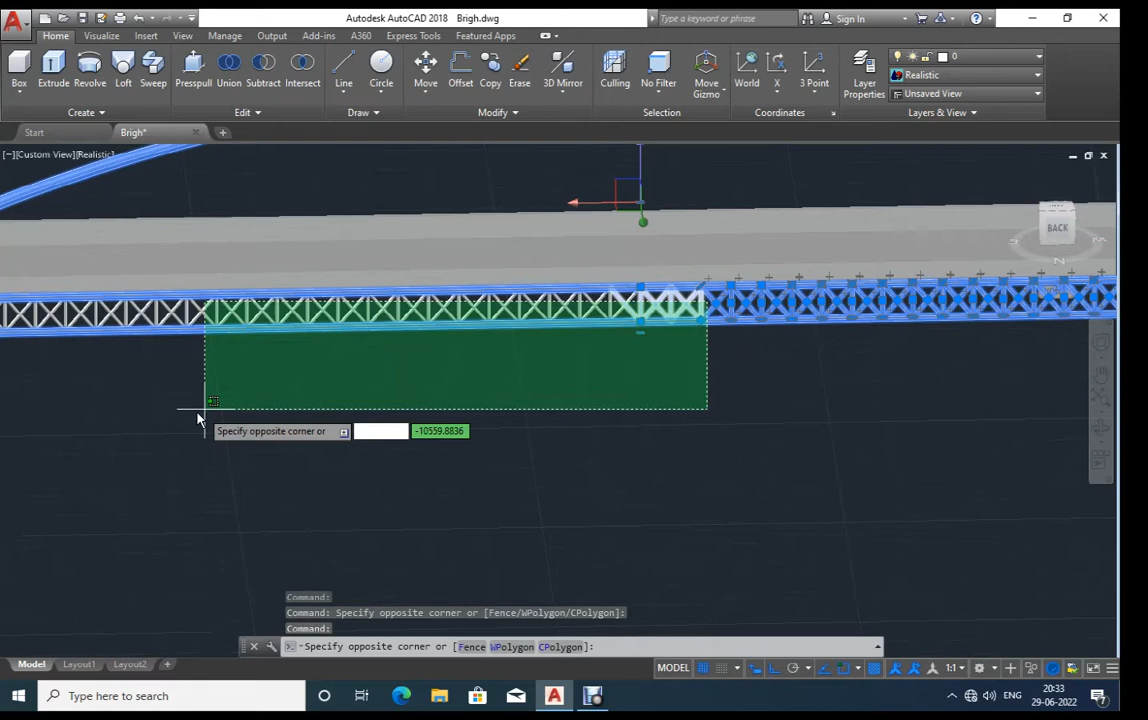 Autodesk AutoCAD 2018 Brigh.dwg
Type a keyword or phrase
Sign In
Home Visualize Insert View Manage Output Add-ins A360 Express Tools Featured Apps
Box Extrude Revolve Loft Sweep
Presspull Union Subtract Intersect
Line Circle
Move Offset Copy Erase 3D Mirror
Culling No Filter Move Gizmo
World X 3 Point
Layer Properties
0
Realistic
Unsaved View
Create Edit Draw Modify Selection Coordinates Layers & View
Start Brigh*
[−][Custom View][Realistic]
BACK
Specify opposite corner or -10559.8836
Command:
Command: Specify opposite corner or [Fence/WPolygon/CPolygon]:
Command:
Specify opposite corner or [Fence WPolygon CPolygon]:
Model Layout1 Layout2 +
MODEL 1:1
Type here to search
ENG
20:33
29-06-2022
7